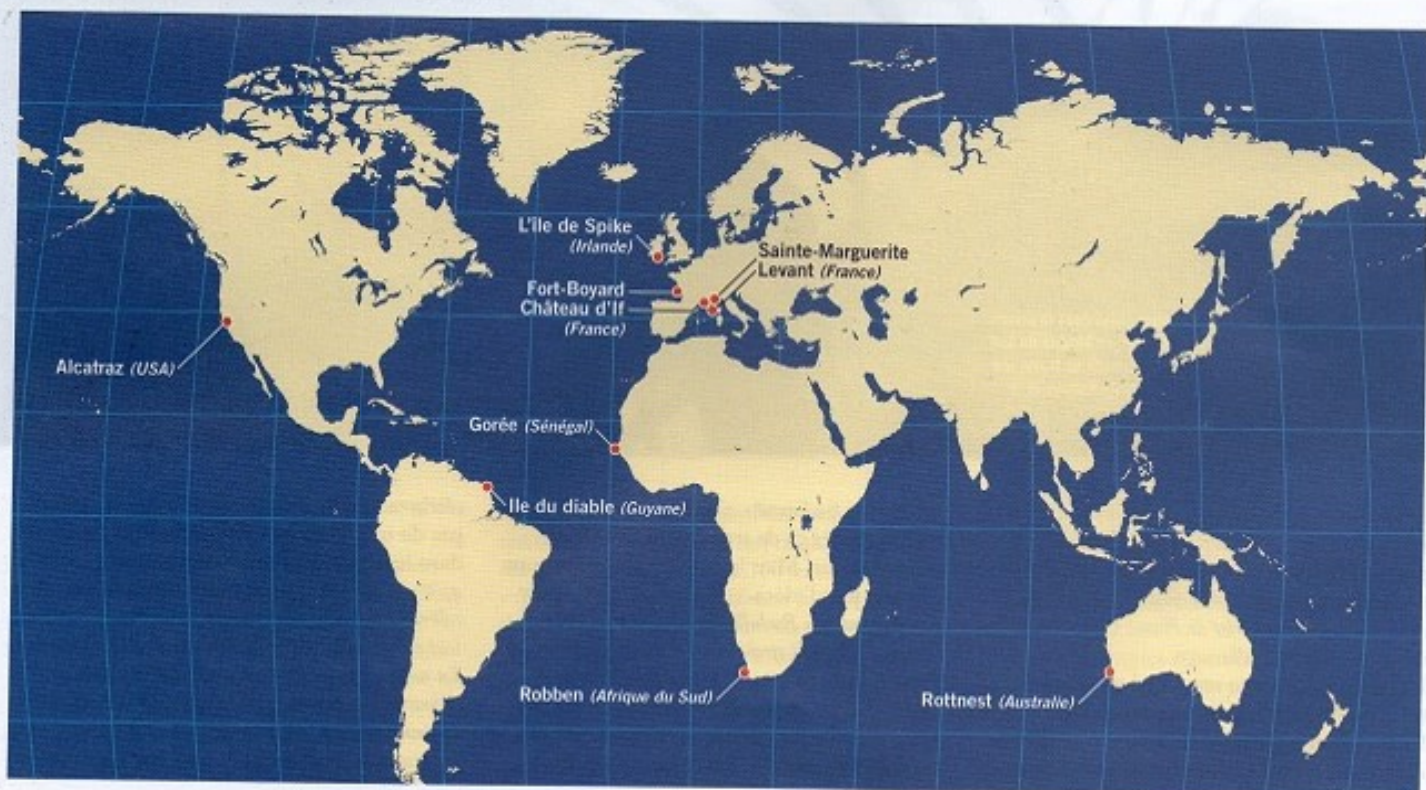 L'île de Spike
(Irlande)
Sainte-Marguerite
Levant (France)
Fort-Boyard
Château d'If
(France)
Alcatraz (USA)
Gorée (Sénégal)
Ile du diable (Guyane)
Robben (Afrique du Sud)
Rottnest (Australie)